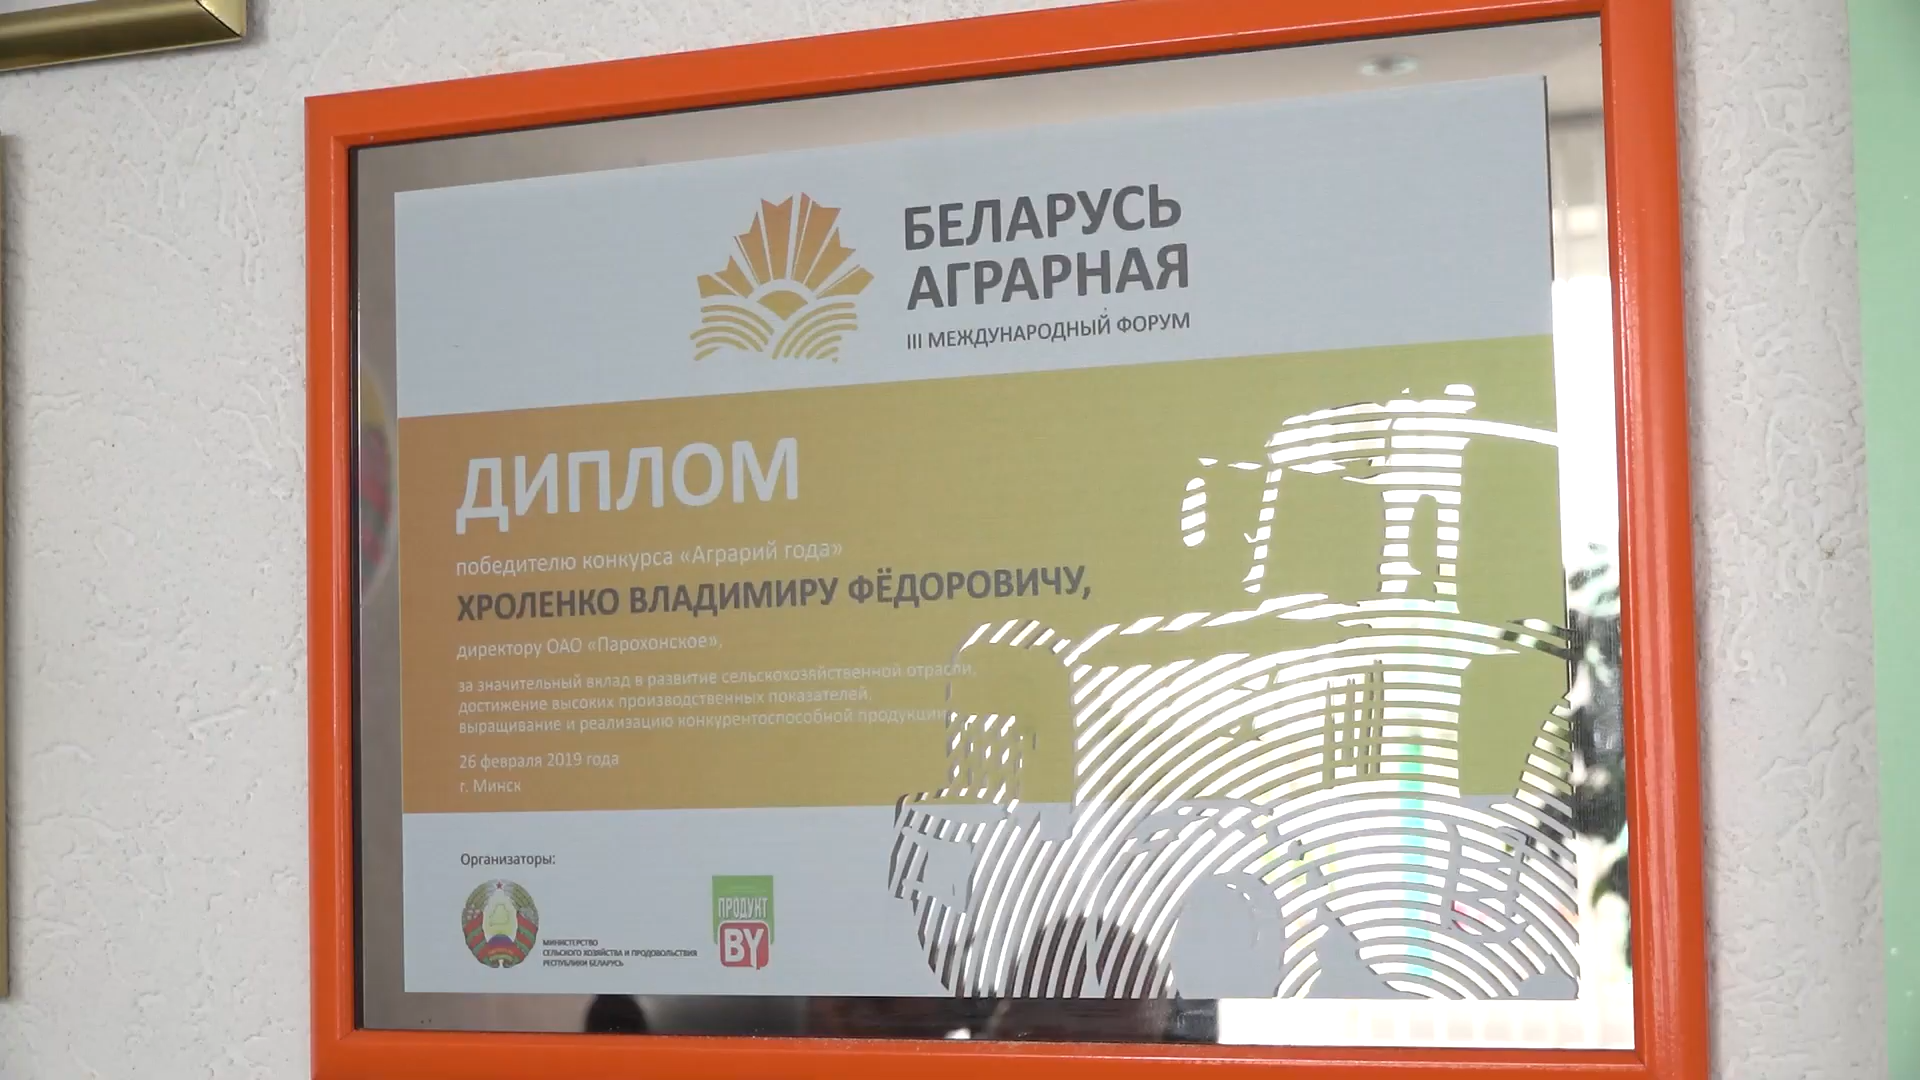 БЕЛАРУСЬ
АГРАРНАЯ
III МЕЖДУНАРОДНЫЙ ФОРУМ
ДИПЛОМ
победителю конкурса «Аграрий года»
ХРОЛЕНКО ВЛАДИМИРУ ФЁДОРОВИЧУ,
директору ОАО «Парохонское»,
за значительный вклад в развитие сельскохозяйственной отрасли,
достижение высоких производственных показателей,
выращивание и реализацию конкурентоспособной продукции
26 февраля 2019 года
г. Минск
Организаторы:
МИНИСТЕРСТВО
СЕЛЬСКОГО ХОЗЯЙСТВА И ПРОДОВОЛЬСТВИЯ
РЕСПУБЛИКИ БЕЛАРУСЬ
ПРОДУКТ
BY